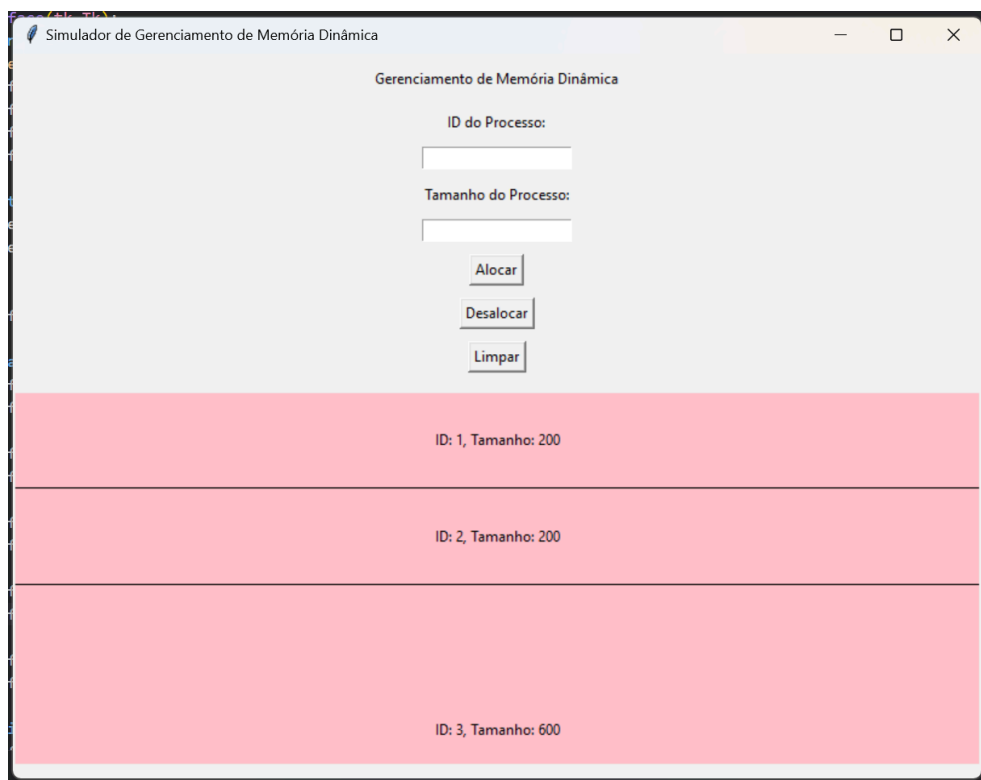 Simulador de Gerenciamento de Memória Dinâmica
Gerenciamento de Memória Dinâmica
ID do Processo:
Tamanho do Processo:
Alocar
Desalocar
Limpar
ID: 1, Tamanho: 200
ID: 2, Tamanho: 200
ID: 3, Tamanho: 600